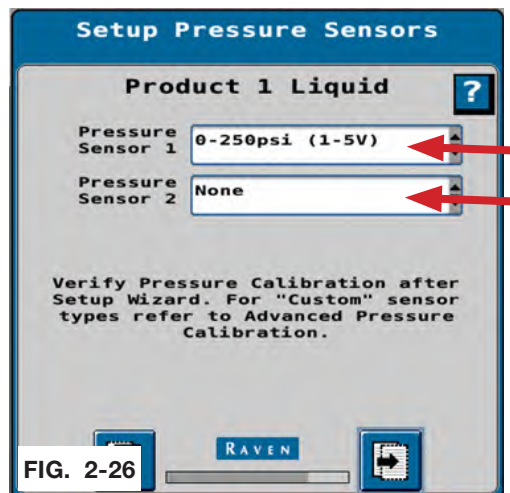 Setup Pressure Sensors
Product 1 Liquid
?
Pressure
Sensor 1
0-250psi (1-5V)
Pressure
Sensor 2
None
Verify Pressure Calibration after
Setup Wizard. For "Custom" sensor
types refer to Advanced Pressure
Calibration.
RAVEN
FIG. 2-26